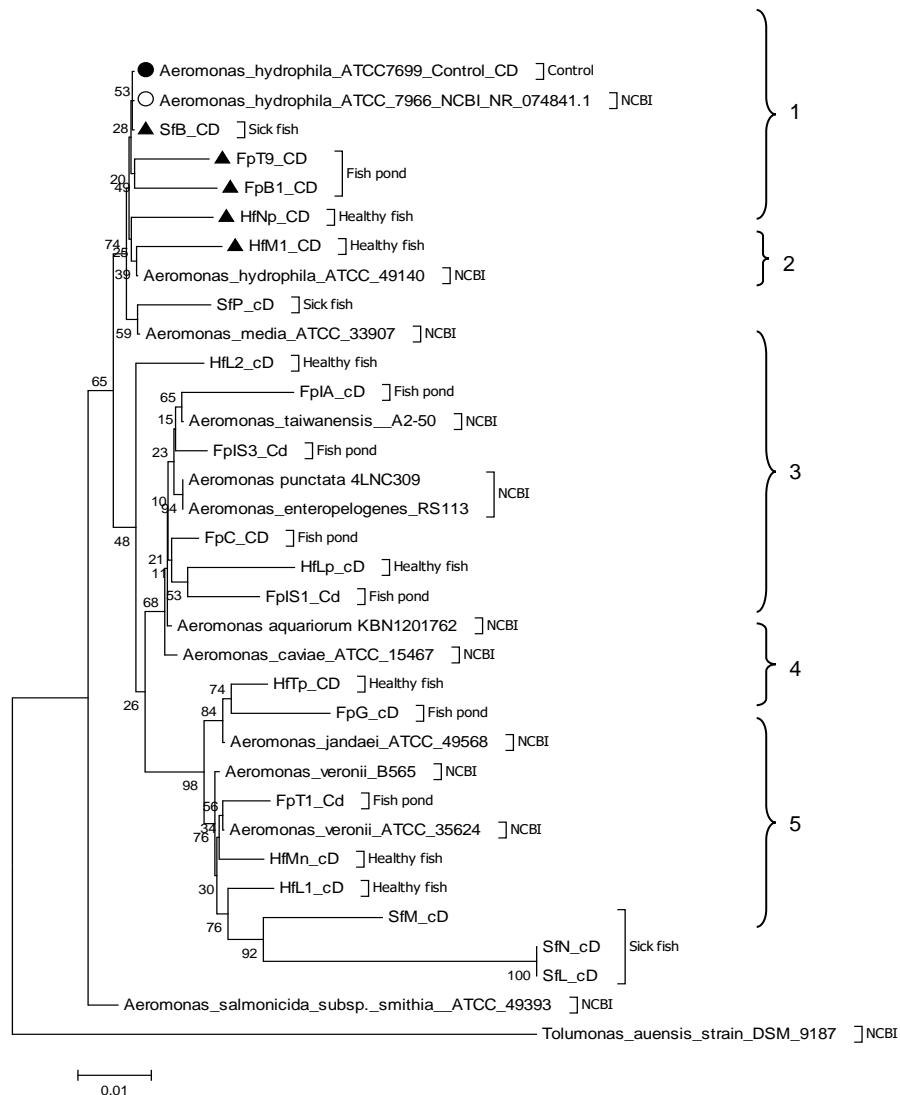 Aeromonas_hydrophila_ATCC7699_Control_CD Control
53
Aeromonas_hydrophila_ATCC_7966_NCBI_NR_074841.1 NCBI
1
28 SfB_CD Sick fish
FpT9_CD
Fish pond
20
49 FpB1_CD
HfNp_CD Healthy fish
74
25 HfM1_CD Healthy fish
2
39 Aeromonas_hydrophila_ATCC_49140 NCBI
SfP_cD Sick fish
59 Aeromonas_media_ATCC_33907 NCBI
HfL2_cD Healthy fish
65
65 FpIA_cD Fish pond
15 Aeromonas_taiwanensis__A2-50 NCBI
23 FpIS3_Cd Fish pond
3
Aeromonas punctata 4LNC309
NCBI
10
94 Aeromonas_enteropelogenes_RS113
48 FpC_CD Fish pond
21
11 HfLp_cD Healthy fish
53 FpIS1_Cd Fish pond
68 Aeromonas aquariorum KBN1201762 NCBI
Aeromonas_caviae_ATCC_15467 NCBI
4
74 HfTp_CD Healthy fish
26
84 FpG_cD Fish pond
Aeromonas_jandaei_ATCC_49568 NCBI
98 Aeromonas_veronii_B565 NCBI
56 FpT1_Cd Fish pond
34 Aeromonas_veronii_ATCC_35624 NCBI
5
76
HfMn_cD Healthy fish
30 HfL1_cD Healthy fish
76 SfM_cD
92 SfN_cD Sick fish
100 SfL_cD
Aeromonas_salmonicida_subsp._smithia__ATCC_49393 NCBI
Tolumonas_auensis_strain_DSM_9187 NCBI
0.01